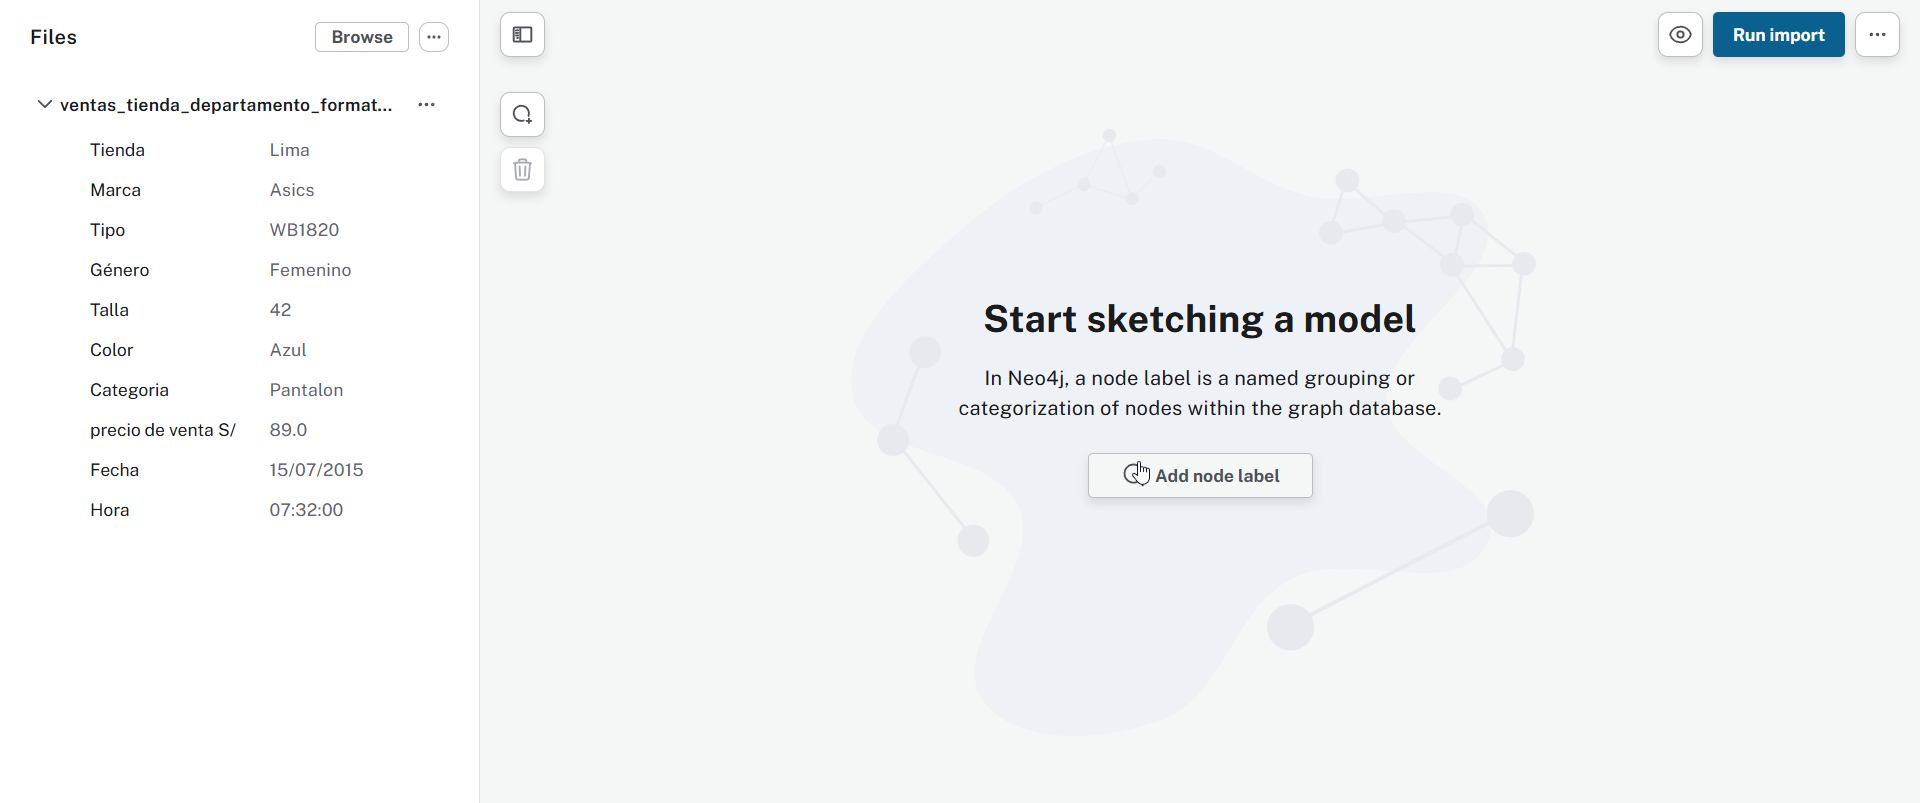 Files
Browse
ventas_tienda_departamento_format...
Tienda Lima
Marca Asics
Tipo WB1820
Género Femenino
Talla 42
Color Azul
Categoria Pantalon
precio de venta S/ 89.0
Fecha 15/07/2015
Hora 07:32:00
Run import
Start sketching a model
In Neo4j, a node label is a named grouping or
categorization of nodes within the graph database.
Add node label